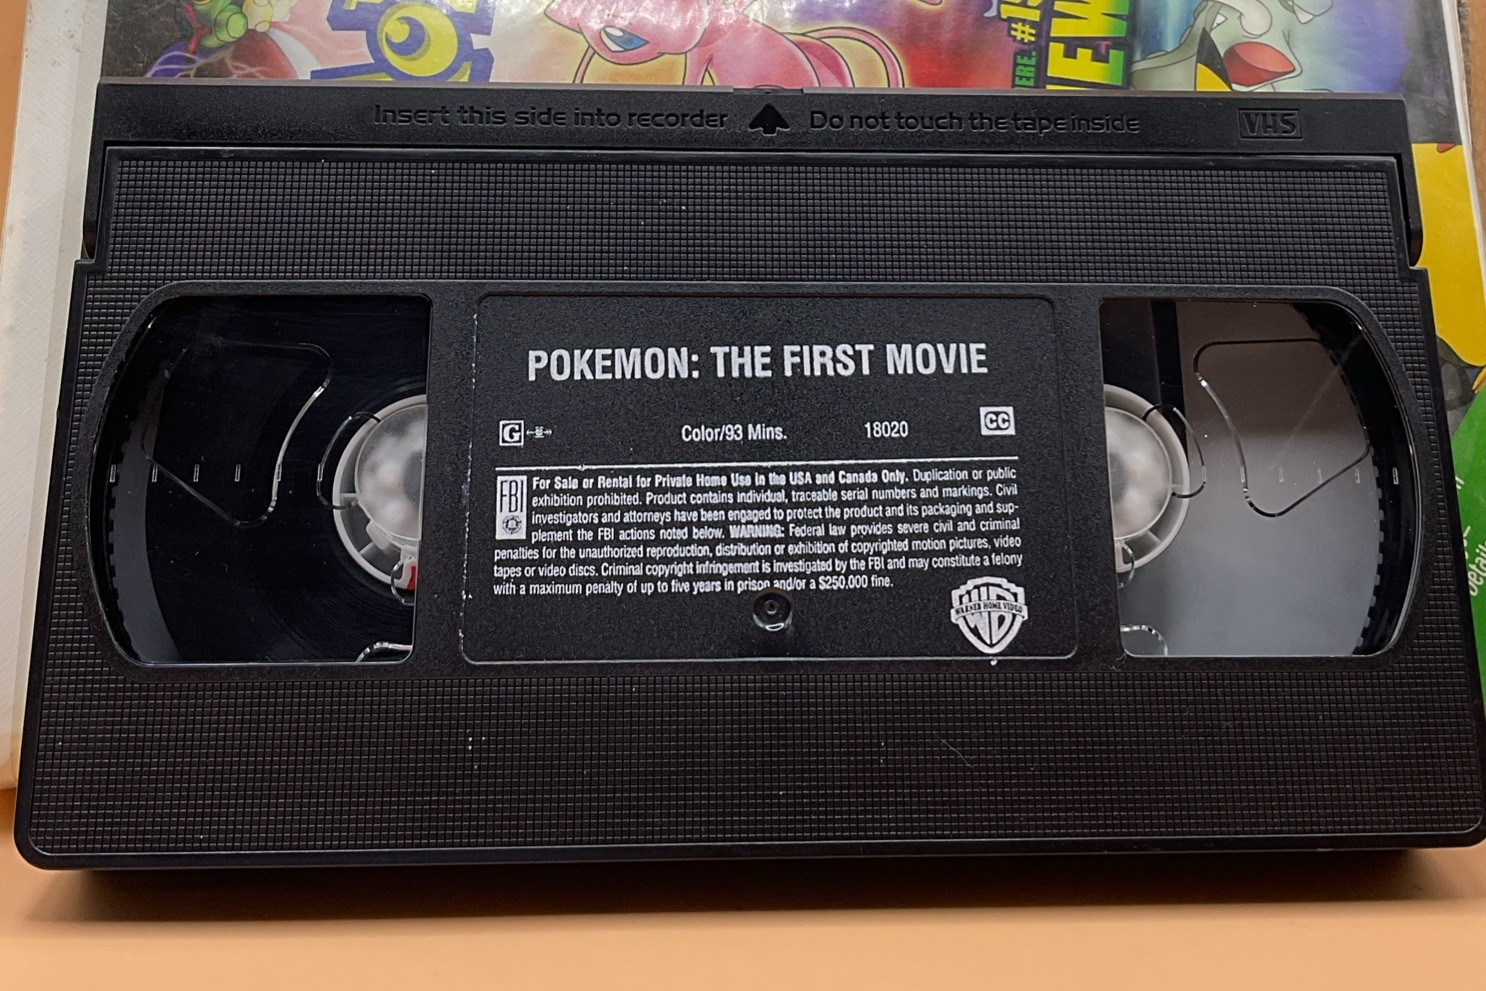 ERE. #1
EW
Insert this side into recorder Do not touch the tape inside VHS
POKEMON: THE FIRST MOVIE
G Color/93 Mins. 18020 CC
FBI For Sale or Rental for Private Home Use in the USA and Canada Only. Duplication or public
exhibition prohibited. Product contains individual, traceable serial numbers and markings. Civil
investigators and attorneys have been engaged to protect the product and its packaging and sup-
plement the FBI actions noted below. WARNING: Federal law provides severe civil and criminal
penalties for the unauthorized reproduction, distribution or exhibition of copyrighted motion pictures, video
tapes or video discs. Criminal copyright infringement is investigated by the FBI and may constitute a felony
with a maximum penalty of up to five years in prison and/or a $250,000 fine.
WARNER HOME VIDEO